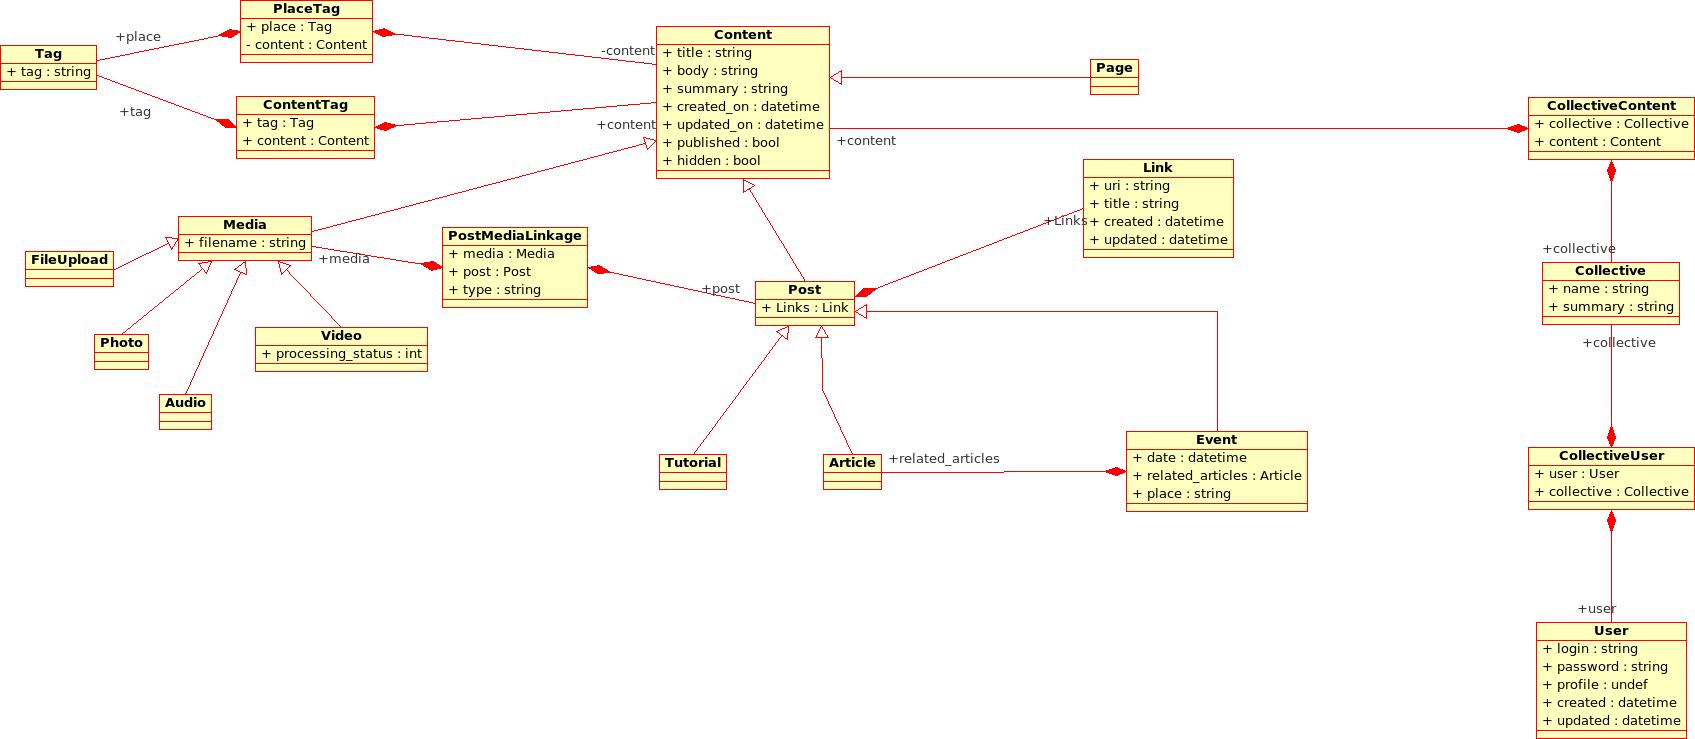 PlaceTag
+ place : Tag
- content : Content
+place
Tag
+ tag : string
+tag
ContentTag
+ tag : Tag
+ content : Content
-content
+content
Content
+ title : string
+ body : string
+ summary : string
+ created_on : datetime
+ updated_on : datetime
+ published : bool
+ hidden : bool
Page
+content
CollectiveContent
+ collective : Collective
+ content : Content
Link
+ uri : string
+ title : string
+ created : datetime
+ updated : datetime
+Links
Media
+ filename : string
+media
FileUpload
PostMediaLinkage
+ media : Media
+ post : Post
+ type : string
+post
Post
+ Links : Link
+collective
Collective
+ name : string
+ summary : string
+collective
Photo
Video
+ processing_status : int
Audio
Tutorial
Article
+related_articles
Event
+ date : datetime
+ related_articles : Article
+ place : string
CollectiveUser
+ user : User
+ collective : Collective
+user
User
+ login : string
+ password : string
+ profile : undef
+ created : datetime
+ updated : datetime